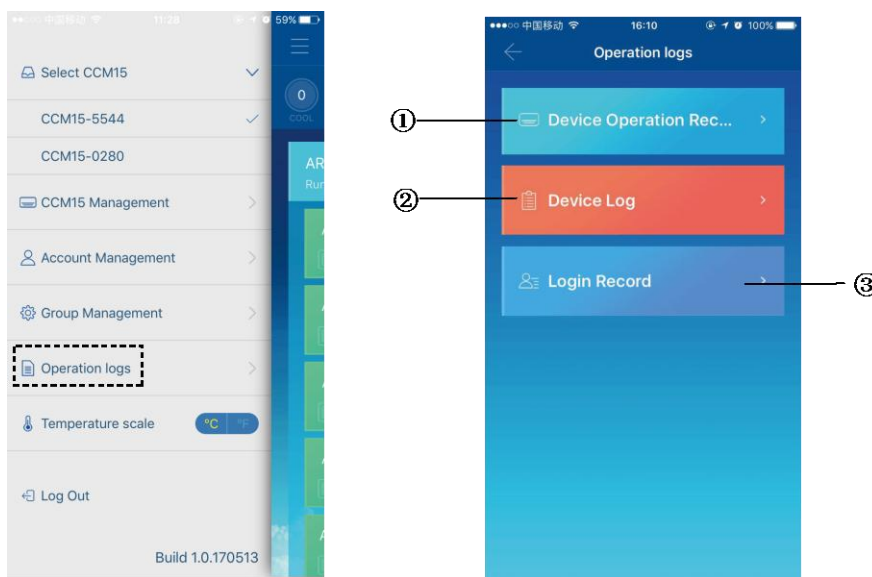 中国移动 11:28 59%
Select CCM15
CCM15-5544
CCM15-0280
CCM15 Management
Account Management
Group Management
Operation logs
Temperature scale °C °F
Log Out
Build 1.0.170513
0
COOL
AR
Run
中国移动 16:10 100%
Operation logs
① Device Operation Rec...
② Device Log
Login Record ③